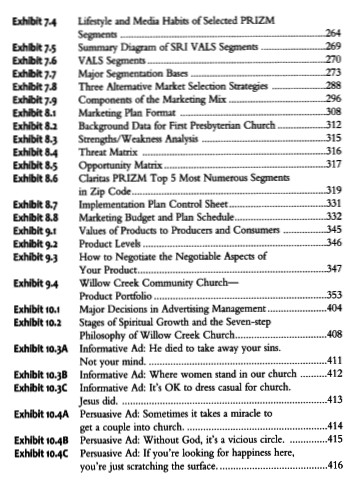 Exhibit 7.4 Lifestyle and Media Habits of Selected PRIZM
Segments ..... 264
Exhibit 7.5 Summary Diagram of SRI VALS Segments ..... 269
Exhibit 7.6 VALS Segments ..... 270
Exhibit 7.7 Major Segmentation Bases ..... 273
Exhibit 7.8 Three Alternative Market Selection Strategies ..... 288
Exhibit 7.9 Components of the Marketing Mix ..... 296
Exhibit 8.1 Marketing Plan Format ..... 308
Exhibit 8.2 Background Data for First Presbyterian Church ..... 312
Exhibit 8.3 Strengths/Weakness Analysis ..... 315
Exhibit 8.4 Threat Matrix ..... 316
Exhibit 8.5 Opportunity Matrix ..... 317
Exhibit 8.6 Claritas PRIZM Top 5 Most Numerous Segments
in Zip Code ..... 319
Exhibit 8.7 Implementation Plan Control Sheet ..... 331
Exhibit 8.8 Marketing Budget and Plan Schedule ..... 332
Exhibit 9.1 Values of Products to Producers and Consumers ..... 345
Exhibit 9.2 Product Levels ..... 346
Exhibit 9.3 How to Negotiate the Negotiable Aspects of
Your Product ..... 347
Exhibit 9.4 Willow Creek Community Church—
Product Portfolio ..... 353
Exhibit 10.1 Major Decisions in Advertising Management ..... 404
Exhibit 10.2 Stages of Spiritual Growth and the Seven-step
Philosophy of Willow Creek Church ..... 408
Exhibit 10.3A Informative Ad: He died to take away your sins.
Not your mind. ..... 411
Exhibit 10.3B Informative Ad: Where women stand in our church ..... 412
Exhibit 10.3C Informative Ad: It's OK to dress casual for church.
Jesus did. ..... 413
Exhibit 10.4A Persuasive Ad: Sometimes it takes a miracle to
get a couple into church. ..... 414
Exhibit 10.4B Persuasive Ad: Without God, it's a vicious circle. ..... 415
Exhibit 10.4C Persuasive Ad: If you're looking for happiness here,
you're just scratching the surface. ..... 416